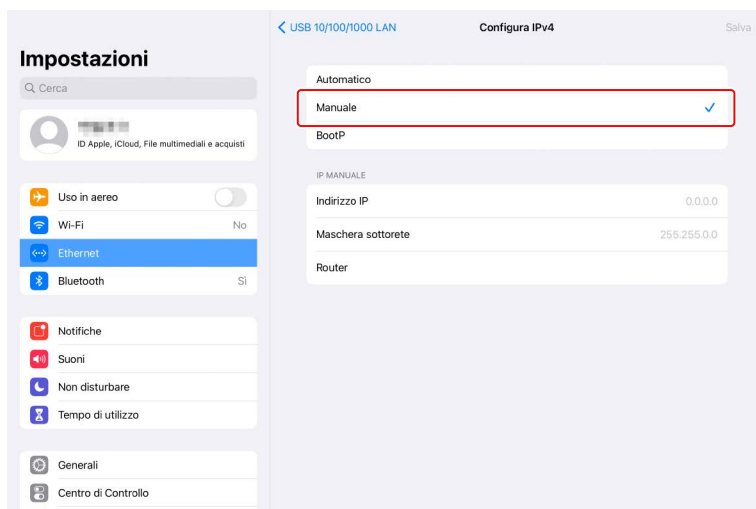 USB 10/100/1000 LAN
Configura IPv4
Salva
Impostazioni
Cerca
ID Apple, iCloud, File multimediali e acquisti
Uso in aereo
Wi-Fi
No
Ethernet
Bluetooth
Sì
Notifiche
Suoni
Non disturbare
Tempo di utilizzo
Generali
Centro di Controllo
Automatico
Manuale
BootP
IP MANUALE
Indirizzo IP
0.0.0.0
Maschera sottorete
255.255.0.0
Router